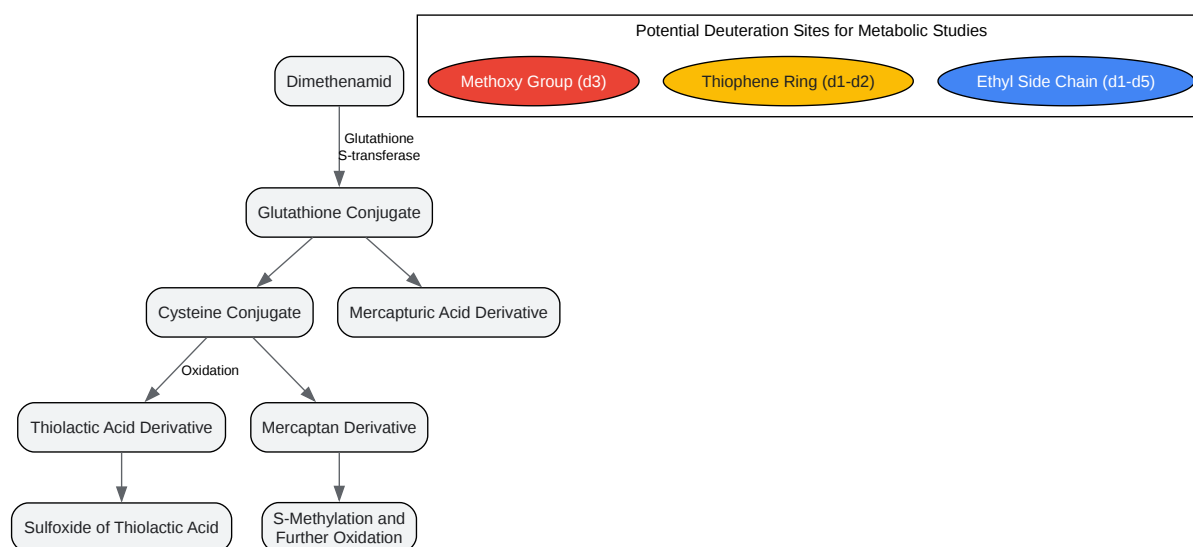 Potential Deuteration Sites for Metabolic Studies
Dimethenamid
Methoxy Group (d3)
Thiophene Ring (d1-d2)
Ethyl Side Chain (d1-d5)
Glutathione
S-transferase
Glutathione Conjugate
Cysteine Conjugate
Mercapturic Acid Derivative
Oxidation
Thiolactic Acid Derivative
Mercaptan Derivative
Sulfoxide of Thiolactic Acid
S-Methylation and
Further Oxidation